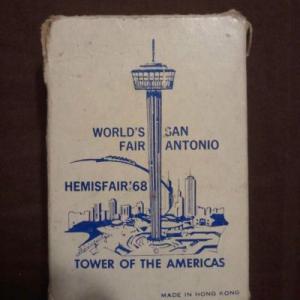 WORLD'S SAN
FAIR ANTONIO
HEMISFAIR'68
TOWER OF THE AMERICAS
MADE IN HONG KONG